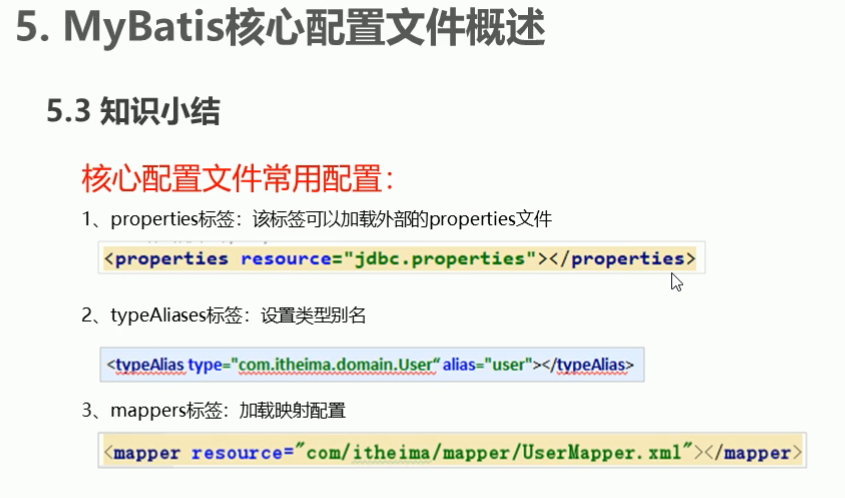 5. MyBatis核心配置文件概述
5.3 知识小结
核心配置文件常用配置：
1、properties标签：该标签可以加载外部的properties文件
<properties resource="jdbc.properties"></properties>
2、typeAliases标签：设置类型别名
<typeAlias type="com.itheima.domain.User“ alias="user"></typeAlias>
3、mappers标签：加载映射配置
<mapper resource="com/itheima/mapper/UserMapper.xml"></mapper>